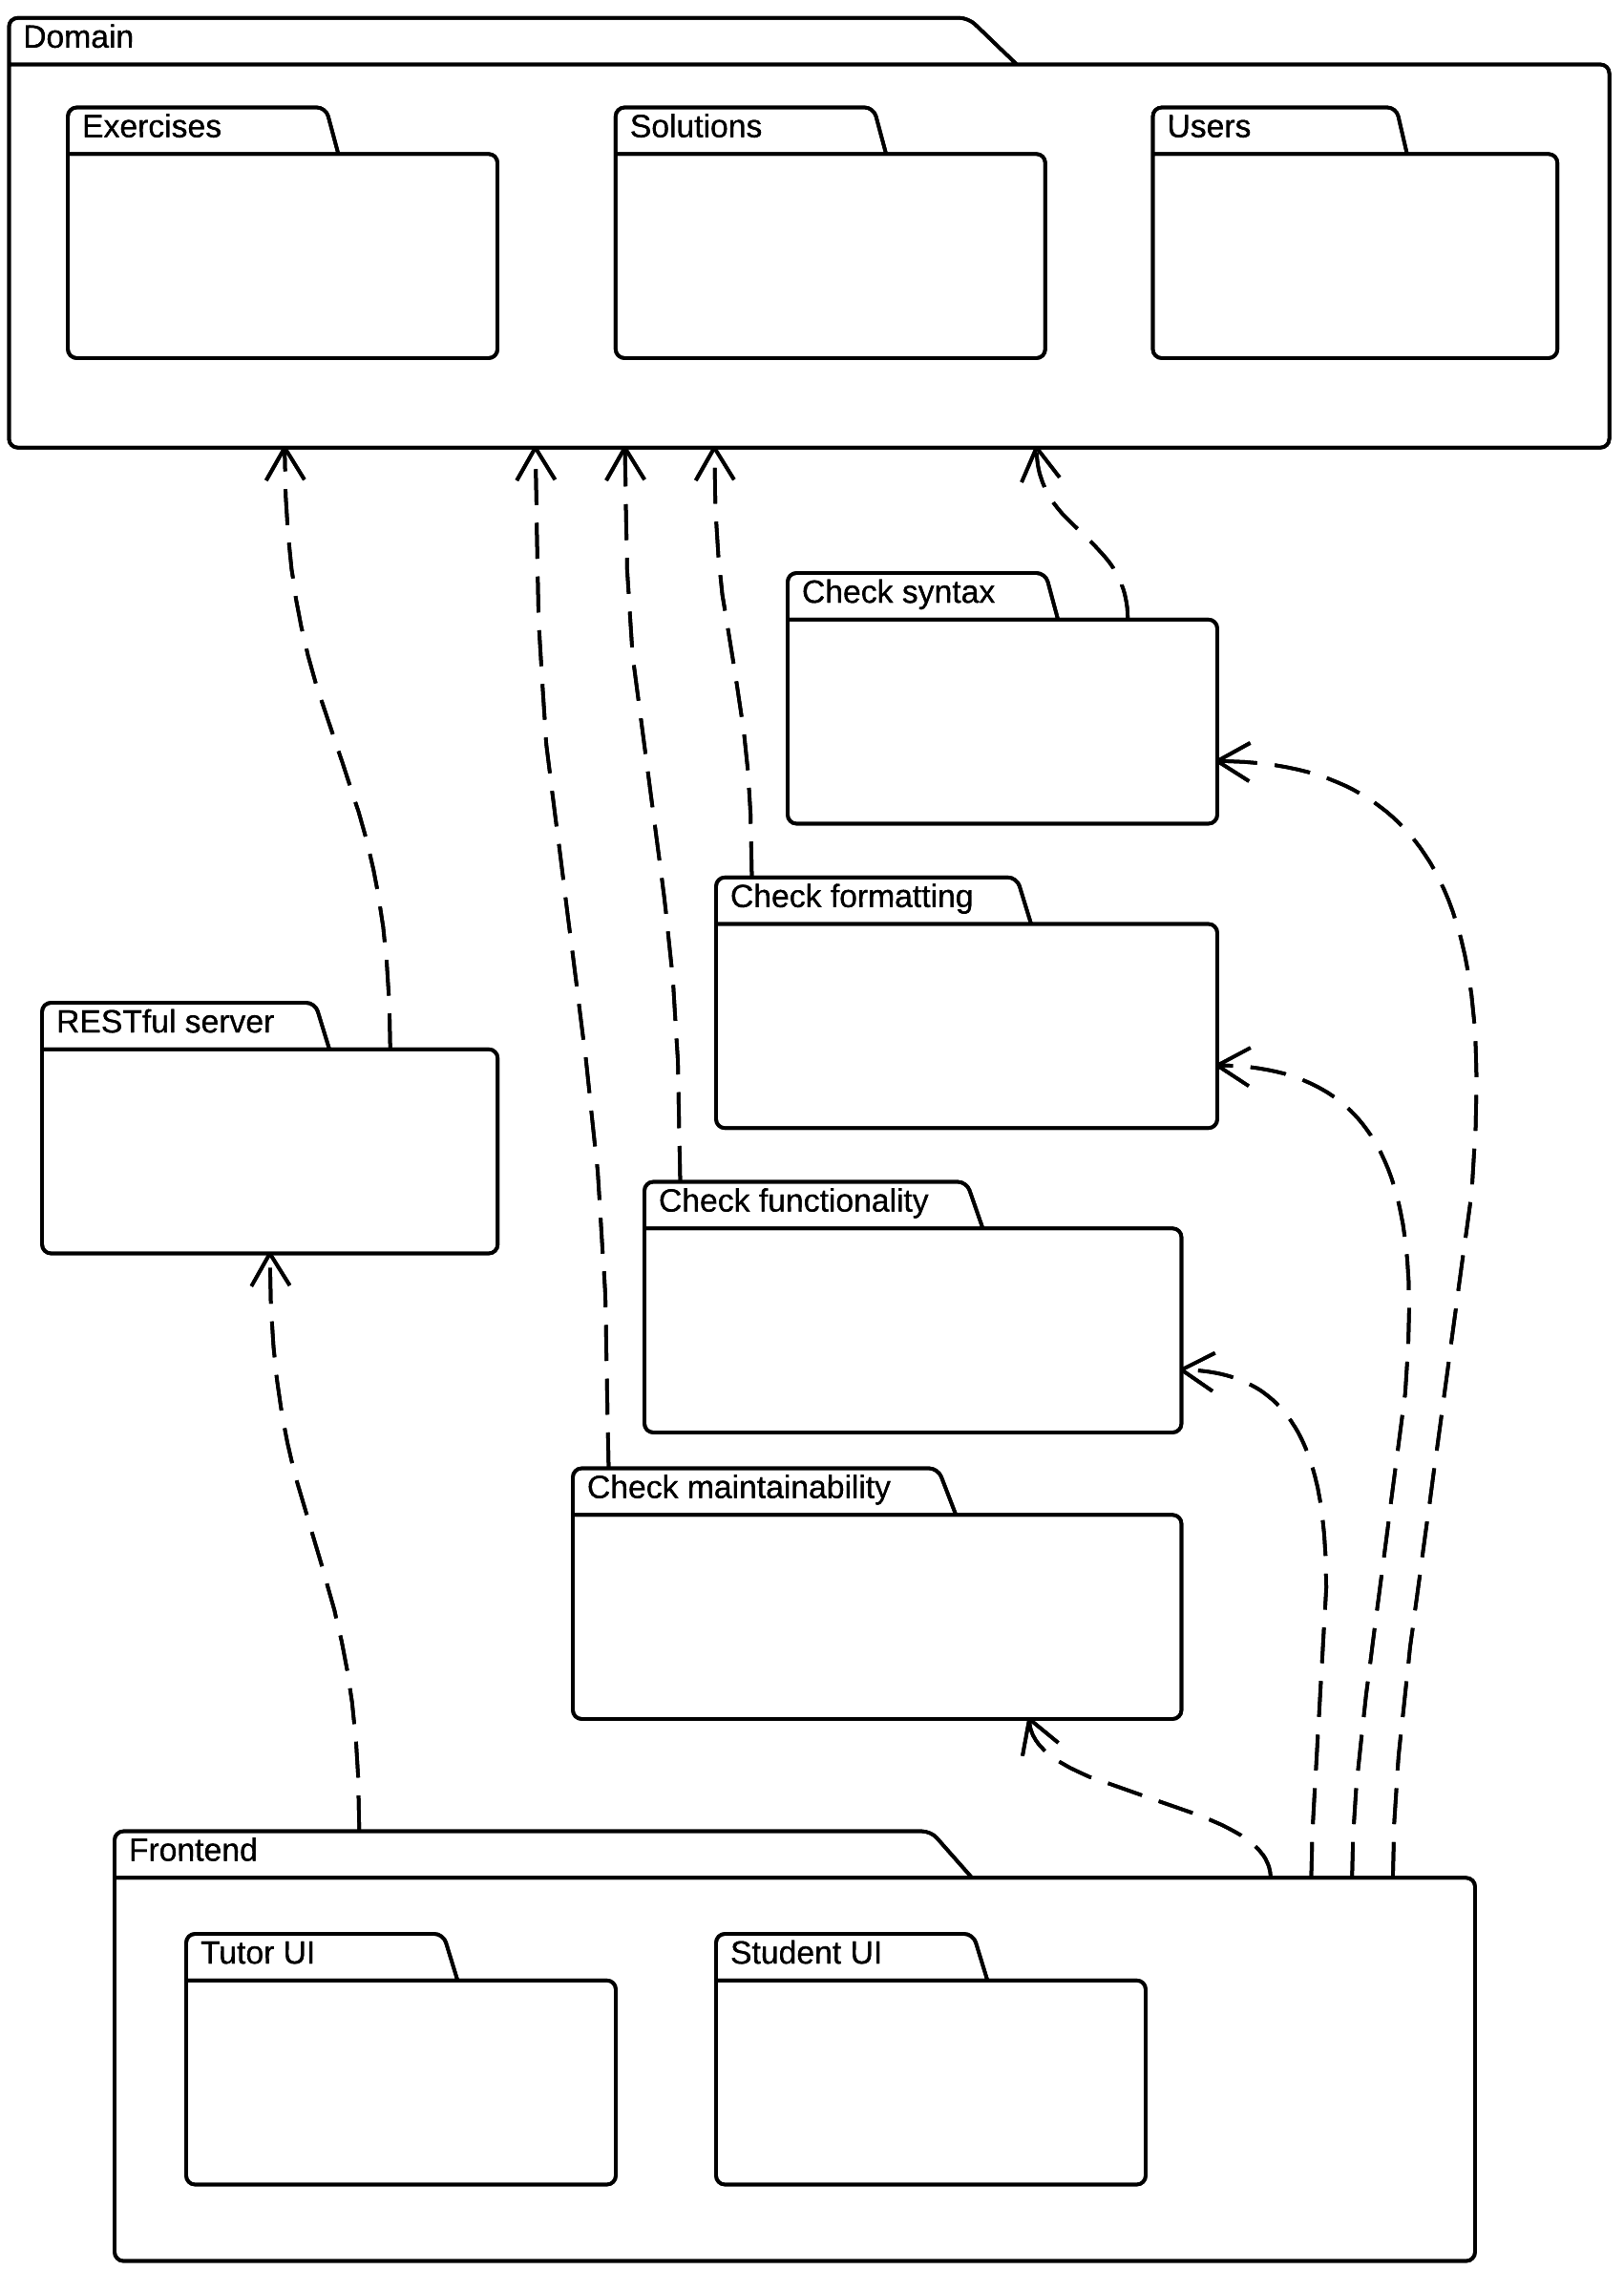 Domain
Exercises
Solutions
Users
Check syntax
Check formatting
RESTful server
Check functionality
Check maintainability
Frontend
Tutor UI
Student UI